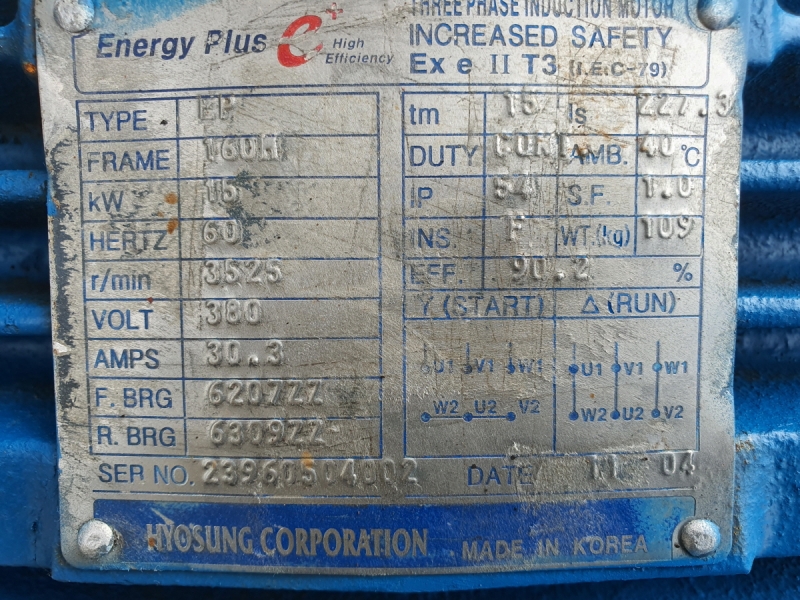 THREE PHASE INDUCTION MOTOR
Energy Plus e+ High Efficiency
INCREASED SAFETY
Ex e II T3 (I.E.C-79)
TYPE EP
FRAME 160M
kW 15
HERTZ 60
r/min 3525
VOLT 380
AMPS 30.3
F. BRG 6207ZZ
R. BRG 6309ZZ
tm 15 Is 227.3
DUTY CONT AMB. 40 °C
IP 54 S.F. 1.0
INS. F WT.(kg) 109
EFF. 90.2 %
Y (START) Δ (RUN)
U1 V1 W1 U1 V1 W1
W2 U2 V2 W2 U2 V2
SER NO. 23960504002 DATE 11 04
HYOSUNG CORPORATION MADE IN KOREA